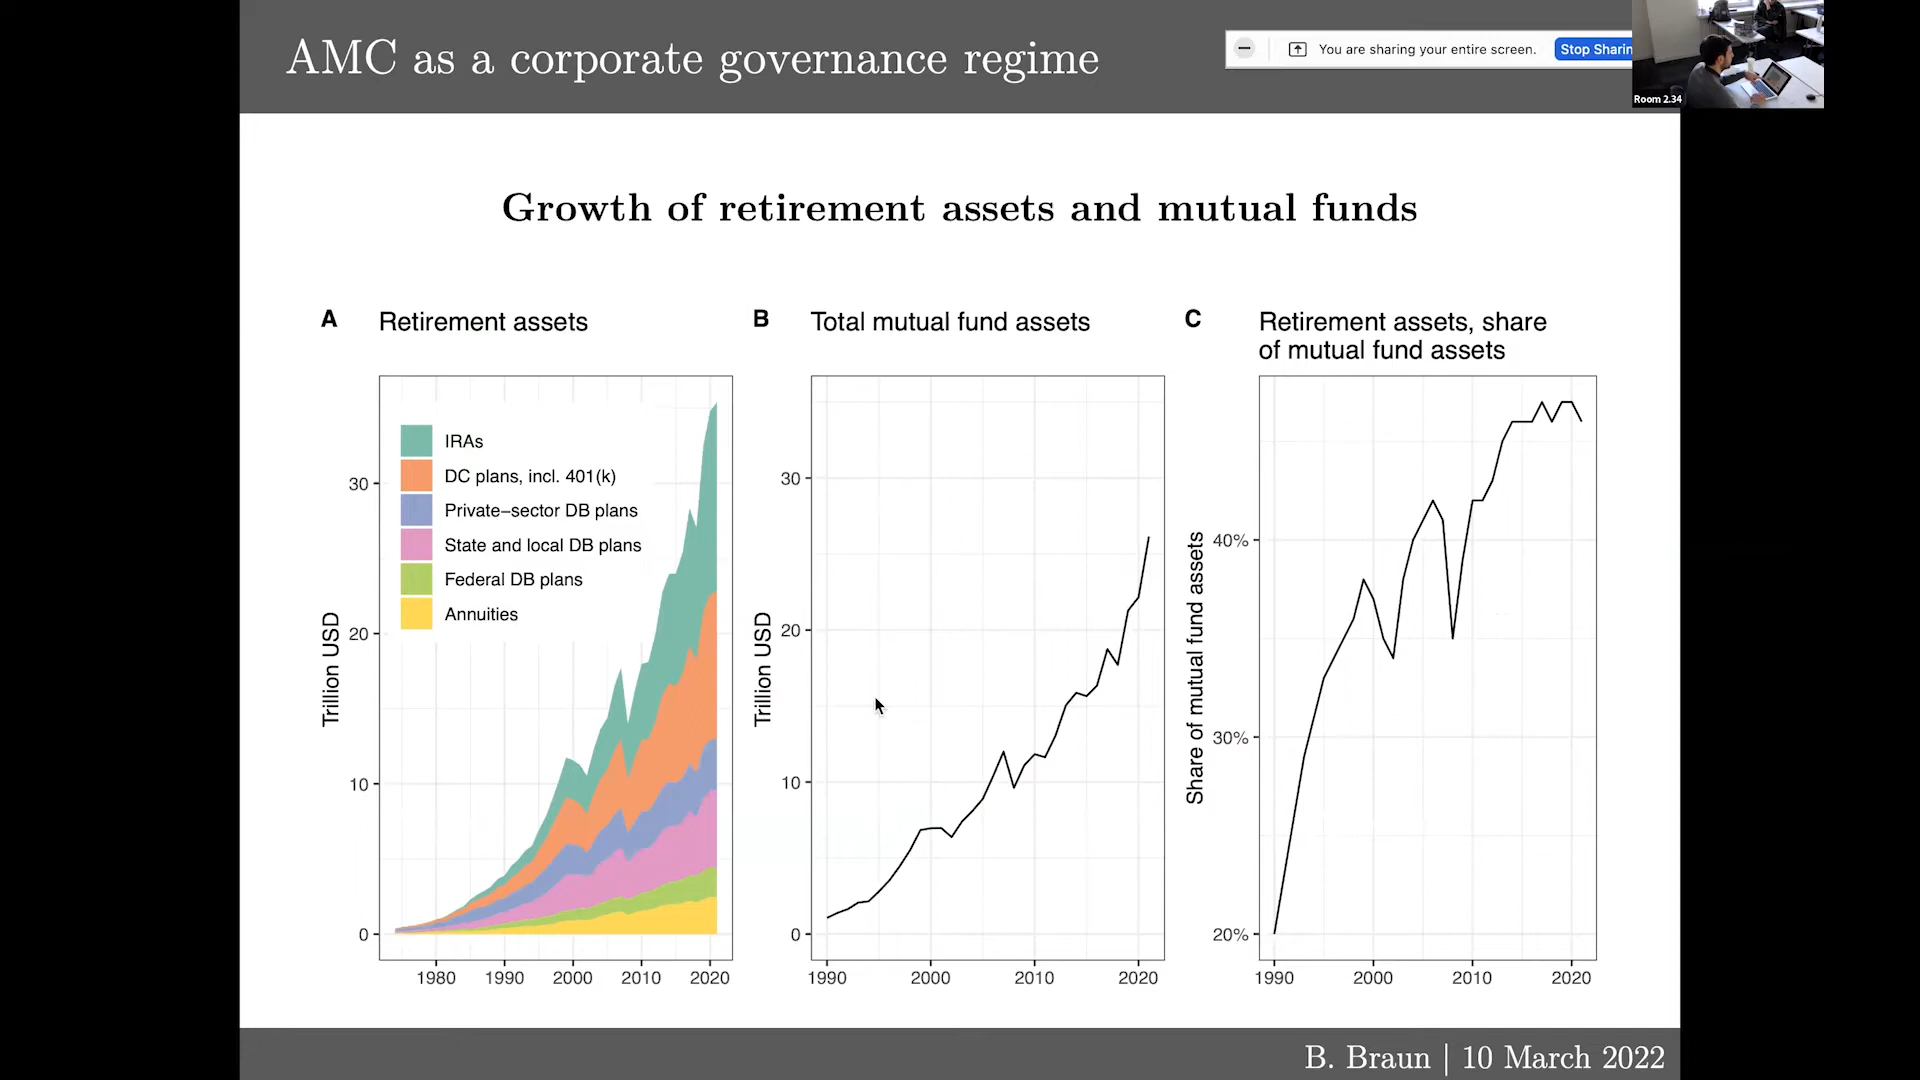 AMC as a corporate governance regime
You are sharing your entire screen.
Stop Sharin
Room 2.34
Growth of retirement assets and mutual funds
A Retirement assets
IRAs
DC plans, incl. 401(k)
Private–sector DB plans
State and local DB plans
Federal DB plans
Annuities
Trillion USD
30
20
10
0
1980 1990 2000 2010 2020
B Total mutual fund assets
Trillion USD
30
20
10
0
1990 2000 2010 2020
C Retirement assets, share
of mutual fund assets
Share of mutual fund assets
40%
30%
20%
1990 2000 2010 2020
B. Braun | 10 March 2022